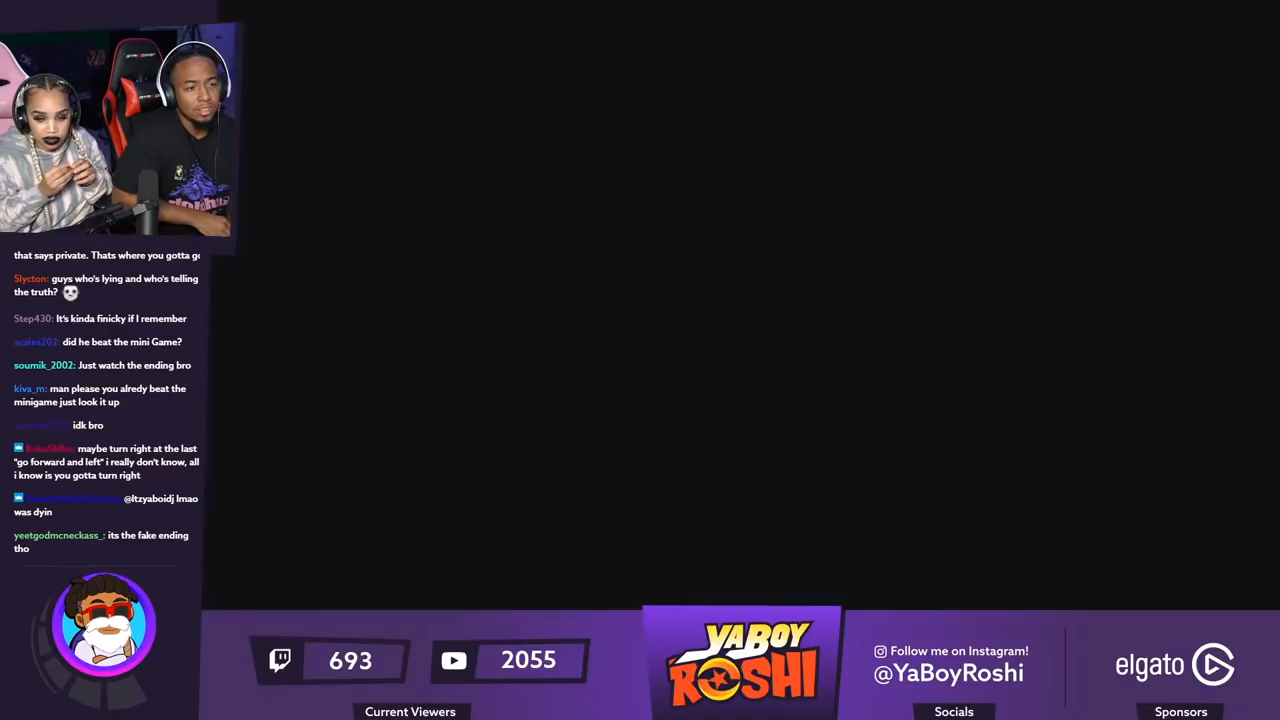 that says private. Thats where you gotta go
Slycton: guys who's lying and who's telling
the truth?
Step430: It's kinda finicky if I remember
scales202: did he beat the mini Game?
soumik_2002: Just watch the ending bro
kiva_m: man please you alredy beat the
minigame just look it up
idk bro
maybe turn right at the last
"go forward and left" i really don't know, all
i know is you gotta turn right
@Itzyaboidj lmao
was dyin
yeetgodmcneckass_: its the fake ending
tho
693
2055
Current Viewers
YABOY
ROSHI
Follow me on Instagram!
@YaBoyRoshi
Socials
elgato
Sponsors